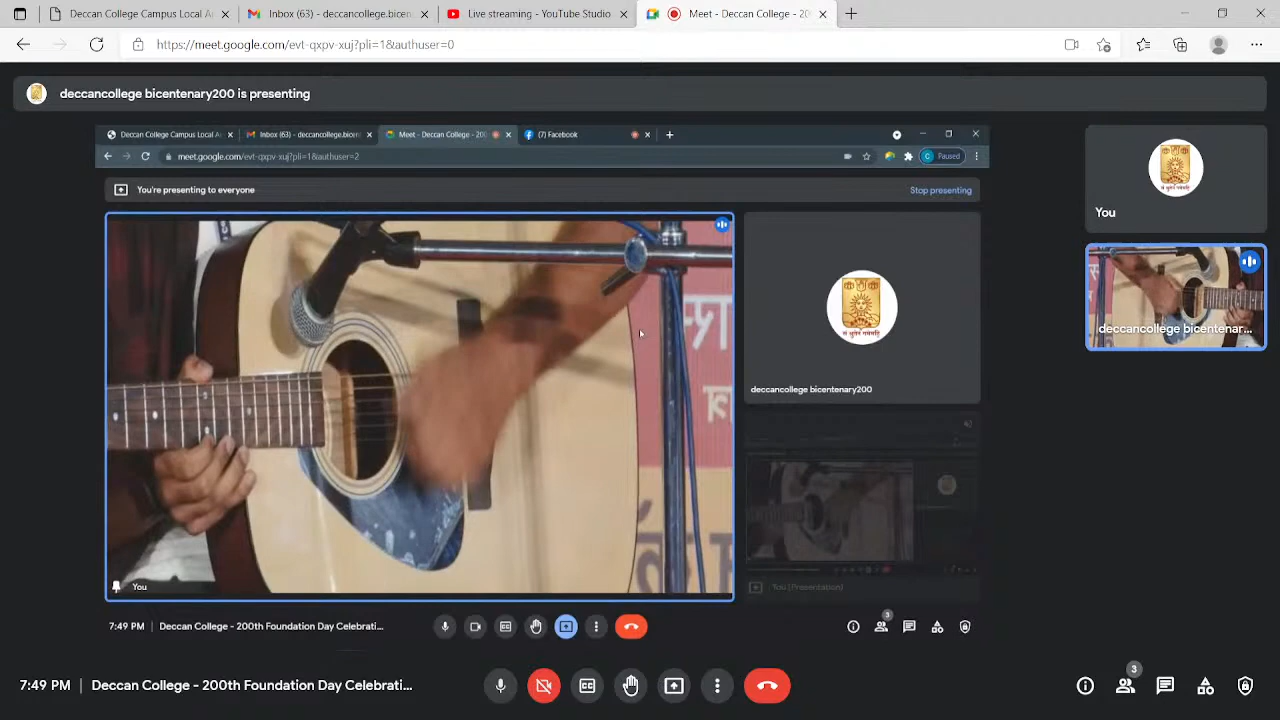 Deccan College Campus Local A
Inbox (63) - deccancollege.bicen
Live streaming - YouTube Studio
Meet - Deccan College - 20
https://meet.google.com/evt-qxpv-xuj?pli=1&authuser=0
deccancollege bicentenary200 is presenting
Deccan College Campus Local A
Inbox (63) - deccancollege.bicen
Meet - Deccan College - 200
(7) Facebook
meet.google.com/evt-qxpv-xuj?pli=1&authuser=2
Paused
You're presenting to everyone
Stop presenting
You
deccancollege bicentenar...
deccancollege bicentenary200
You (Presentation)
You
3
7:49 PM | Deccan College - 200th Foundation Day Celebrati...
3
7:49 PM | Deccan College - 200th Foundation Day Celebrati...